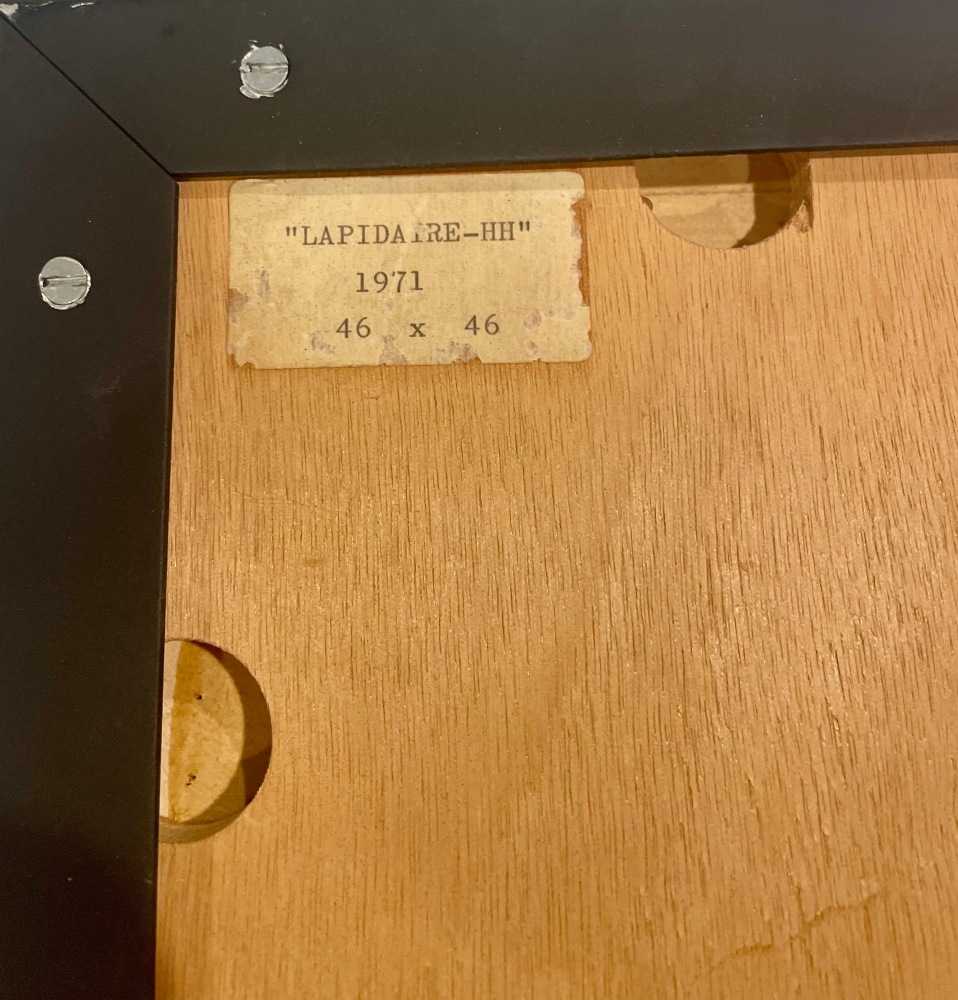 "LAPIDAIRE-HH"
1971
46 x 46